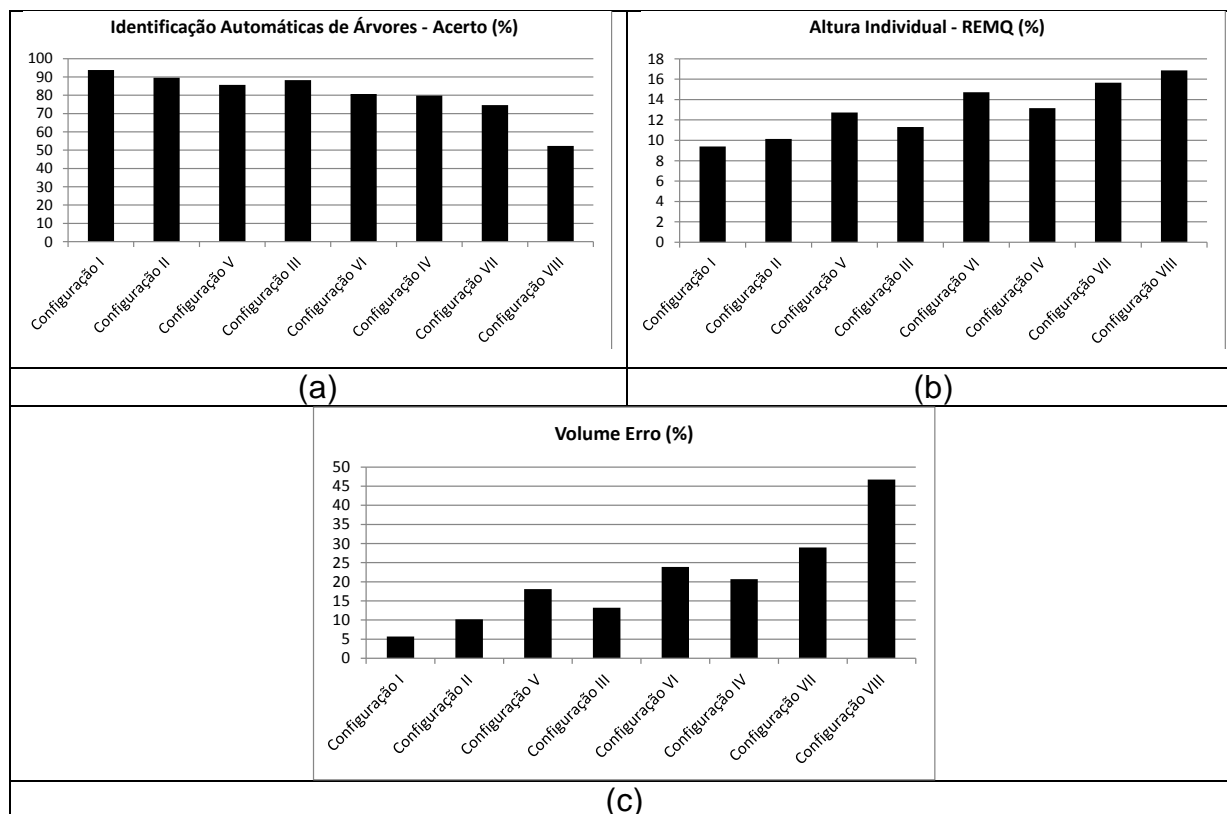 Identificação Automáticas de Árvores - Acerto (%)
100
90
80
70
60
50
40
30
20
10
0
Configuração I
Configuração II
Configuração V
Configuração III
Configuração VI
Configuração IV
Configuração VII
Configuração VIII
(a)
Altura Individual - REMQ (%)
18
16
14
12
10
8
6
4
2
0
Configuração I
Configuração II
Configuração V
Configuração III
Configuração VI
Configuração IV
Configuração VII
Configuração VIII
(b)
Volume Erro (%)
50
45
40
35
30
25
20
15
10
5
0
Configuração I
Configuração II
Configuração V
Configuração III
Configuração VI
Configuração IV
Configuração VII
Configuração VIII
(c)